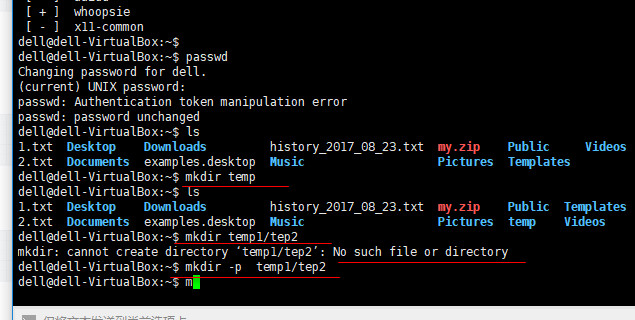 [ + ]  whoopsie
[ - ]  x11-common
dell@dell-VirtualBox:~$
dell@dell-VirtualBox:~$ passwd
Changing password for dell.
(current) UNIX password:
passwd: Authentication token manipulation error
passwd: password unchanged
dell@dell-VirtualBox:~$ ls
1.txt  Desktop    Downloads         history_2017_08_23.txt  my.zip    Public     Videos
2.txt  Documents  examples.desktop  Music                   Pictures  Templates
dell@dell-VirtualBox:~$ mkdir temp
dell@dell-VirtualBox:~$ ls
1.txt  Desktop    Downloads         history_2017_08_23.txt  my.zip    Public  Templates
2.txt  Documents  examples.desktop  Music                   Pictures  temp    Videos
dell@dell-VirtualBox:~$ mkdir temp1/tep2
mkdir: cannot create directory ‘temp1/tep2’: No such file or directory
dell@dell-VirtualBox:~$ mkdir -p  temp1/tep2
dell@dell-VirtualBox:~$ m